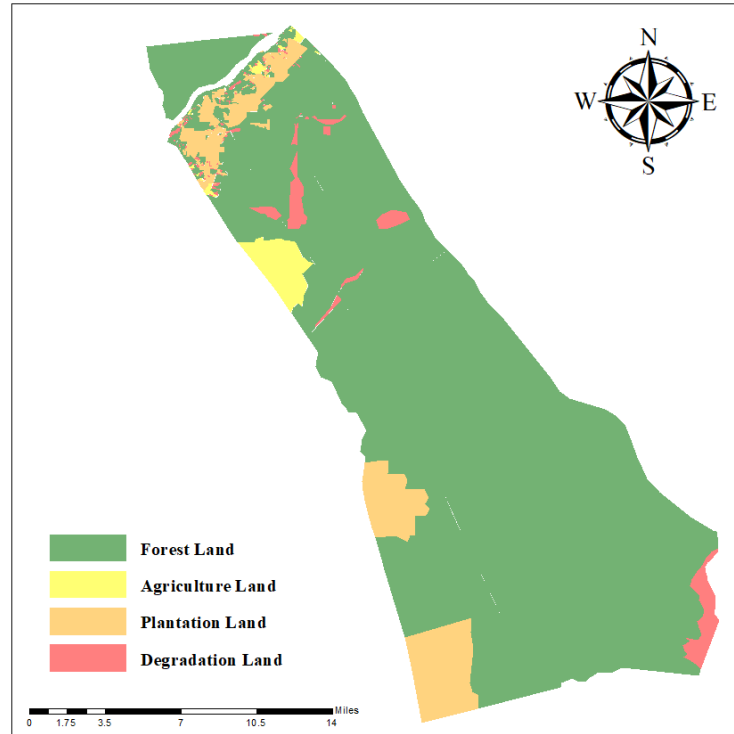 N
W E
S
Forest Land
Agriculture Land
Plantation Land
Degradation Land
Miles
0 1.75 3.5 7 10.5 14